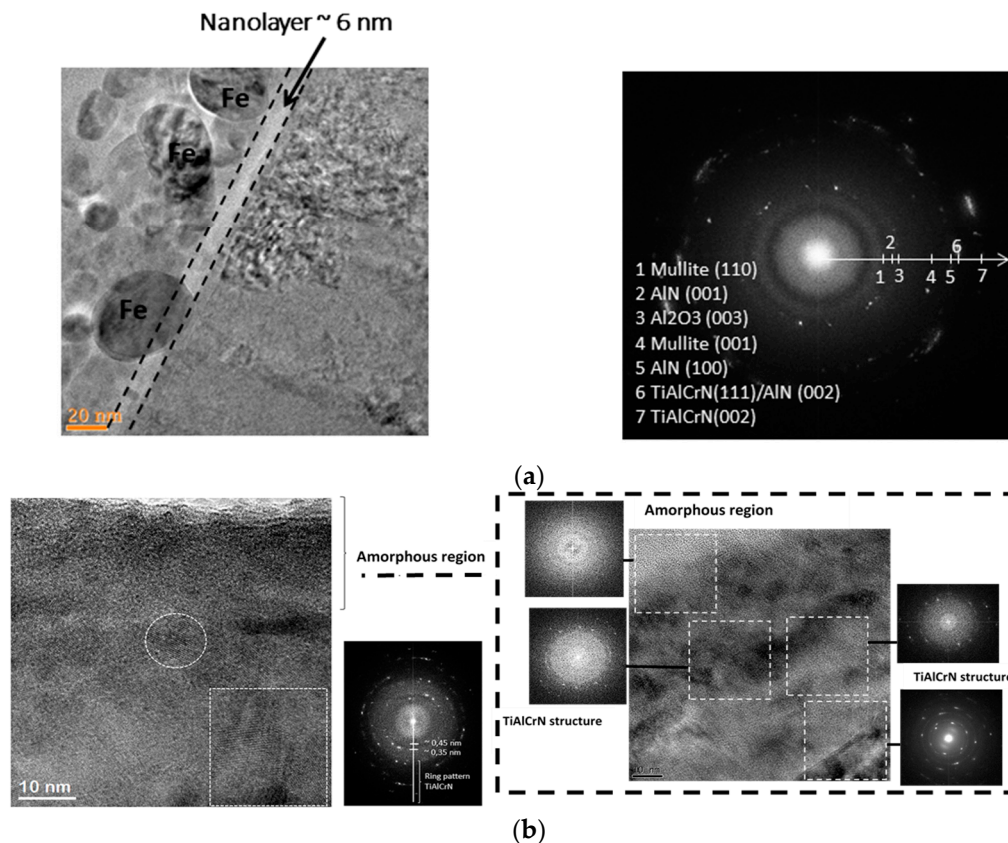 Nanolayer ~ 6 nm
Fe
Fe
Fe
20 nm
1 2 3 4 5 6 7
1 Mullite (110)
2 AlN (001)
3 Al2O3 (003)
4 Mullite (001)
5 AlN (100)
6 TiAlCrN(111)/AlN (002)
7 TiAlCrN(002)
(a)
Amorphous region
10 nm
~ 0,45 nm
~ 0,35 nm
Ring pattern
TiAlCrN
Amorphous region
TiAlCrN structure
TiAlCrN structure
(b)